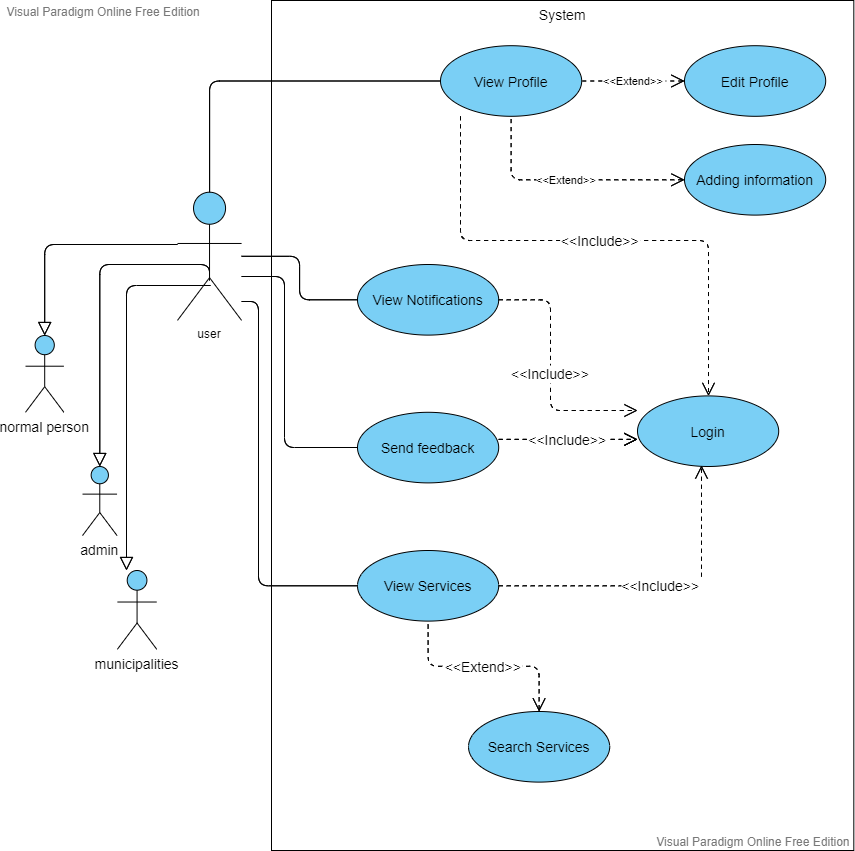 Visual Paradigm Online Free Edition
System
View Profile
<<Extend>>
Edit Profile
<<Extend>>
Adding information
<<Include>>
View Notifications
user
<<Include>>
normal person
Login
Send feedback
<<Include>>
admin
View Services
<<Include>>
municipalities
<<Extend>>
Search Services
Visual Paradigm Online Free Edition